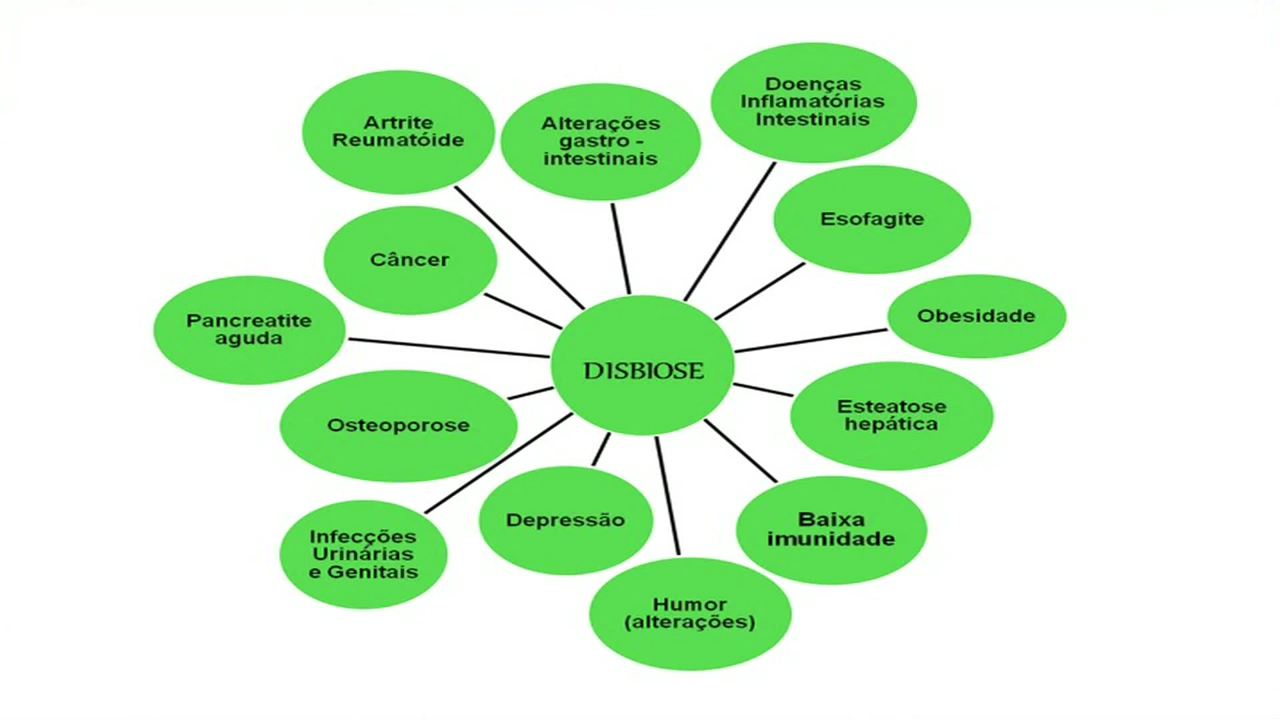 Doenças
Inflamatórias
Intestinais
Artrite
Reumatóide
Alterações
gastro -
intestinais
Esofagite
Câncer
Obesidade
Pancreatite
aguda
DISBIOSE
Esteatose
hepática
Osteoporose
Depressão
Baixa
imunidade
Infecções
Urinárias
e Genitais
Humor
(alterações)